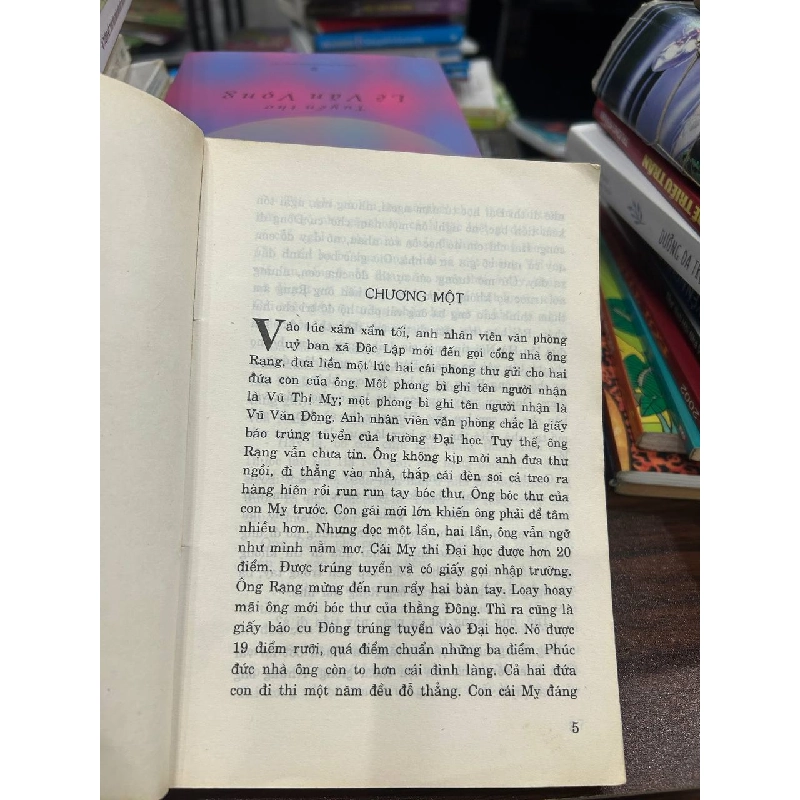 Tuyển thơ
Lê Văn Vọng
Ê TRIỀU TRẦN
DƯỠNG DA TR
2002
CHƯƠNG MỘT
Vào lúc xâm xẩm tối, anh nhân viên văn phòng
uỷ ban xã Độc Lập mới đến gọi cổng nhà ông
Rạng, đưa liền một lúc hai cái phong thư gửi cho hai
đứa con của ông. Một phong bì ghi tên người nhận
là Vũ Thị My; một phong bì ghi tên người nhận là
Vũ Văn Đông. Anh nhân viên văn phòng chắc là giấy
báo trúng tuyển của trường Đại học. Tuy thế, ông
Rạng vẫn chưa tin. Ông không kịp mời anh đưa thư
ngồi, đi thẳng vào nhà, thắp cái đèn soi cá treo ra
hàng hiên rồi run run tay bóc thư. Ông bóc thư của
con My trước. Con gái mới lớn khiến ông phải để tâm
nhiều hơn. Nhưng đọc một lần, hai lần, ông vẫn ngỡ
như mình nằm mơ. Cái My thi Đại học được hơn 20
điểm. Được trúng tuyển và có giấy gọi nhập trường.
Ông Rạng mừng đến run rẩy hai bàn tay. Loay hoay
mãi ông mới bóc thư của thằng Đông. Thì ra cũng là
giấy báo cu Đông trúng tuyển vào Đại học. Nó được
19 điểm rưỡi, quá điểm chuẩn những ba điểm. Phúc
đức nhà ông còn to hơn cái đình làng. Cả hai đứa
con đi thi một năm đều đỗ thẳng. Con cái My đáng
5